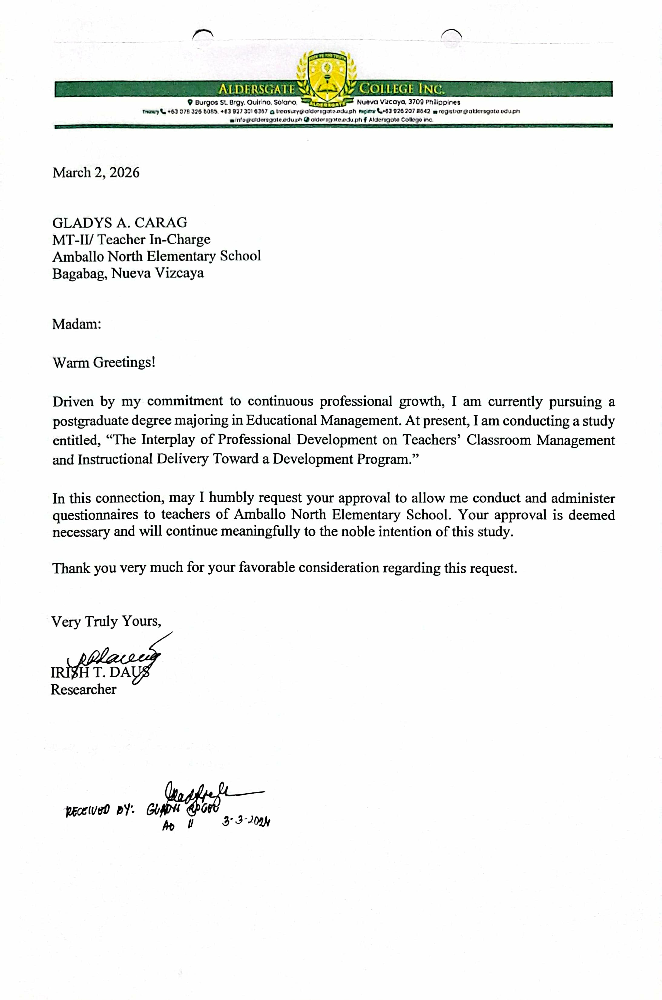 ALDERSGATE COLLEGE INC.
Burgos St. Brgy. Quirino, Solano, Nueva Vizcaya, 3709 Philippines
Treasury +63 078 326 5085, +63 927 301 6367 treasury@aldersgate.edu.ph Registrar +63 926 207 8642 registrar@aldersgate.edu.ph
info@aldersgate.edu.ph aldersgate.edu.ph Aldersgate College inc.
March 2, 2026
GLADYS A. CARAG
MT-II/ Teacher In-Charge
Amballo North Elementary School
Bagabag, Nueva Vizcaya
Madam:
Warm Greetings!
Driven by my commitment to continuous professional growth, I am currently pursuing a
postgraduate degree majoring in Educational Management. At present, I am conducting a study
entitled, “The Interplay of Professional Development on Teachers’ Classroom Management
and Instructional Delivery Toward a Development Program.”
In this connection, may I humbly request your approval to allow me conduct and administer
questionnaires to teachers of Amballo North Elementary School. Your approval is deemed
necessary and will continue meaningfully to the noble intention of this study.
Thank you very much for your favorable consideration regarding this request.
Very Truly Yours,
IRISH T. DAUS
Researcher
RECEIVED BY:
AO II 3-3-2024